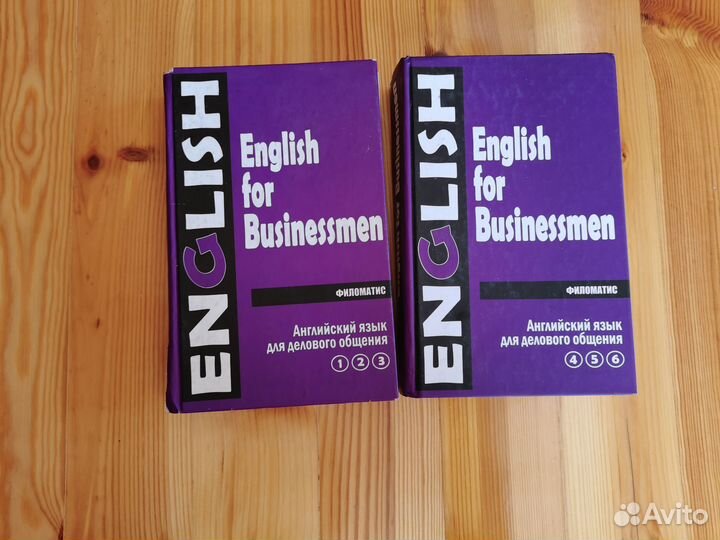 ENGLISH
English
for
Businessmen
ФИЛОМАТИС
Английский язык
для делового общения
1 2 3
ENGLISH
English
for
Businessmen
ФИЛОМАТИС
Английский язык
для делового общения
4 5 6
Avito